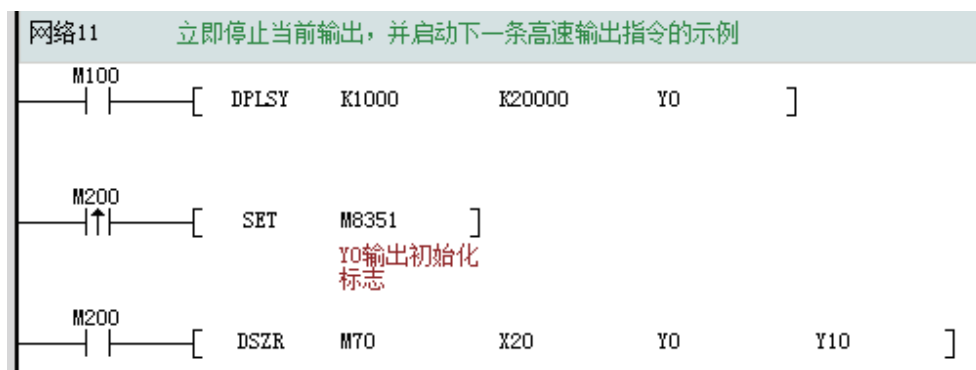 网络11 立即停止当前输出，并启动下一条高速输出指令的示例
M100
[ DPLSY K1000 K20000 Y0 ]
M200
[ SET M8351 ]
Y0输出初始化
标志
M200
[ DSZR M70 X20 Y0 Y10 ]